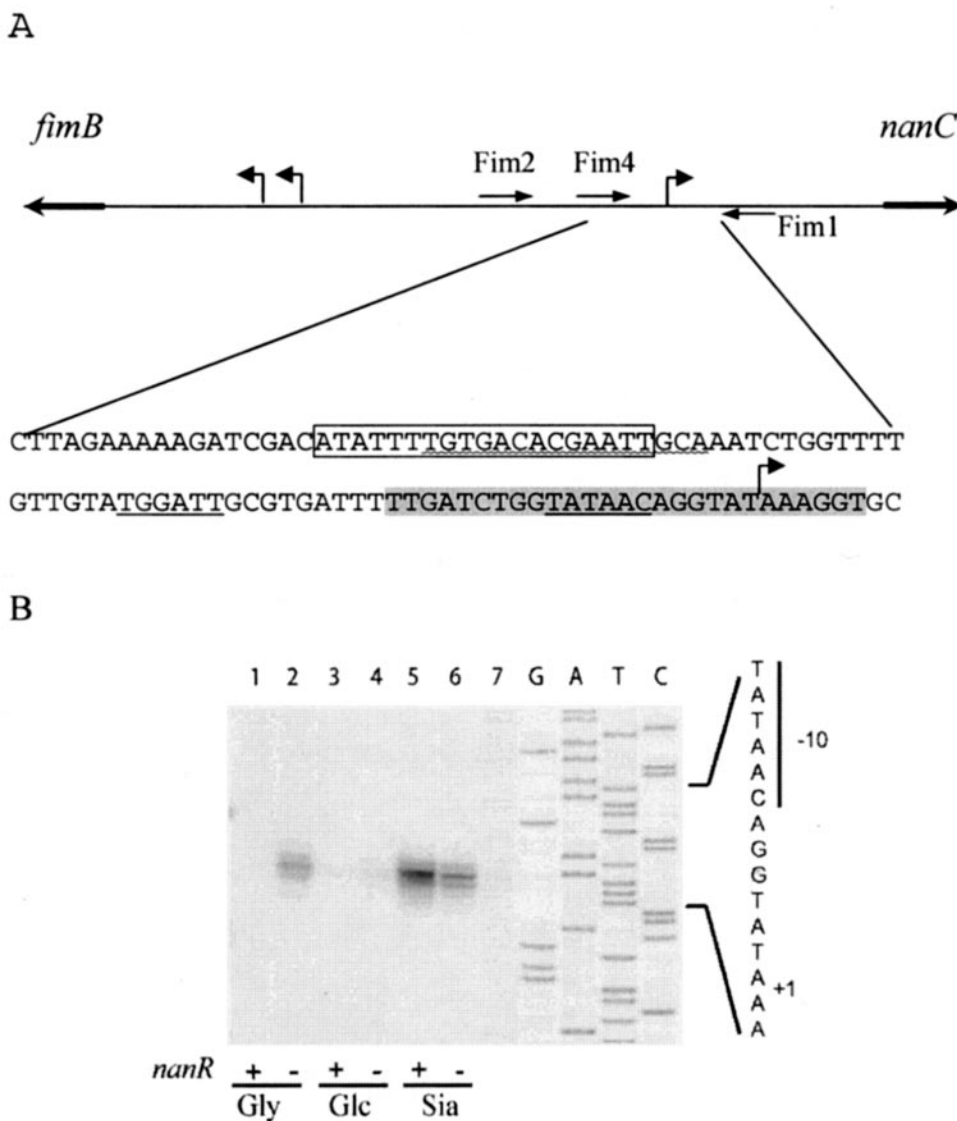 A
fimB
nanC
Fim2
Fim4
Fim1
CTTAGAAAAAGATCGACATATTTTGTGACACGAATTGCAAATCTGGTTTT
GTTGTATGGATTGCGTGATTTTTGATCTGGTATAACAGGTATAAAGGTGC
B
1 2 3 4 5 6 7 G A T C
T
A
T
A
A
C
A
G
G
T
A
T
A
A
A
-10
+1
nanR + - + - + -
Gly Glc Sia